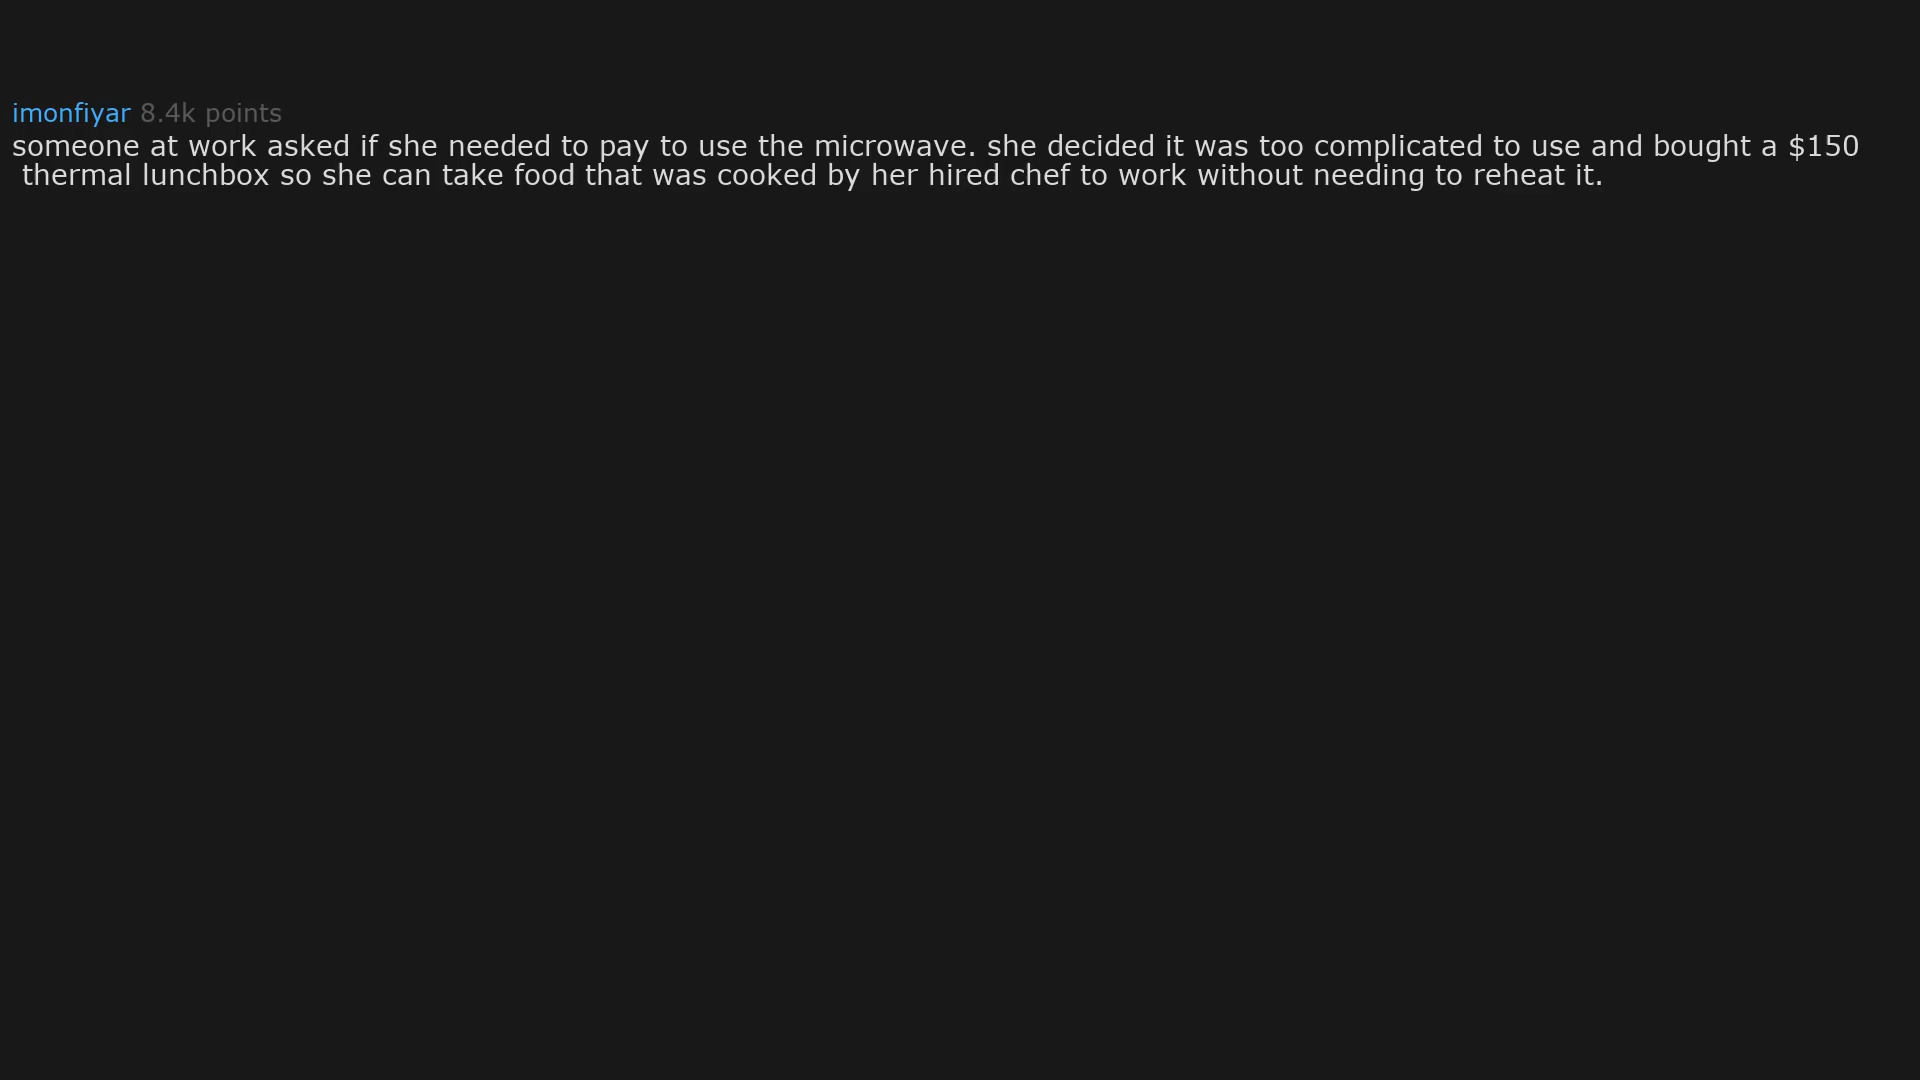 imonfiyar 8.4k points
someone at work asked if she needed to pay to use the microwave. she decided it was too complicated to use and bought a $150
thermal lunchbox so she can take food that was cooked by her hired chef to work without needing to reheat it.